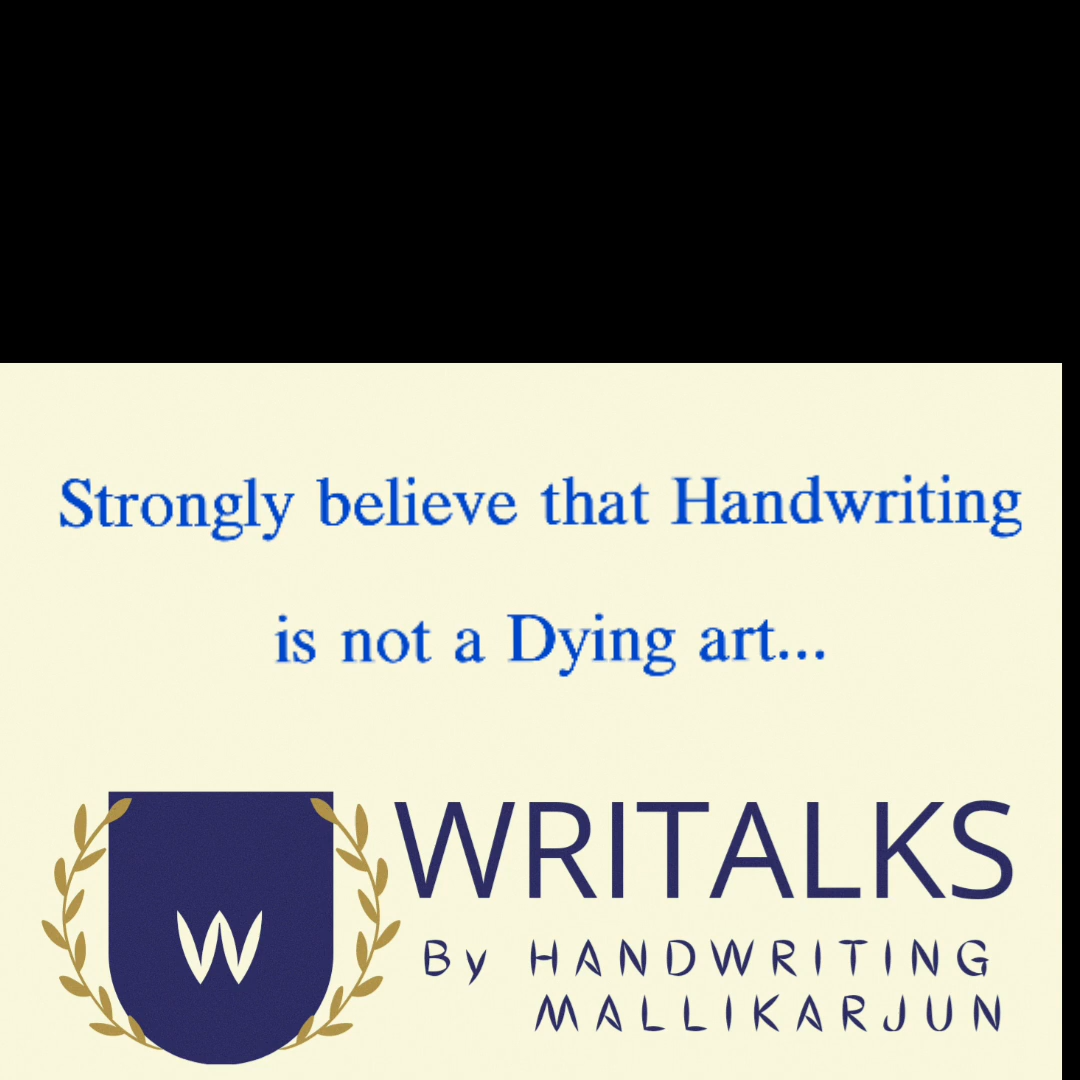 Strongly believe that Handwriting
is not a Dying art...
W
WRITALKS
By HANDWRITING
MALLIKARJUN